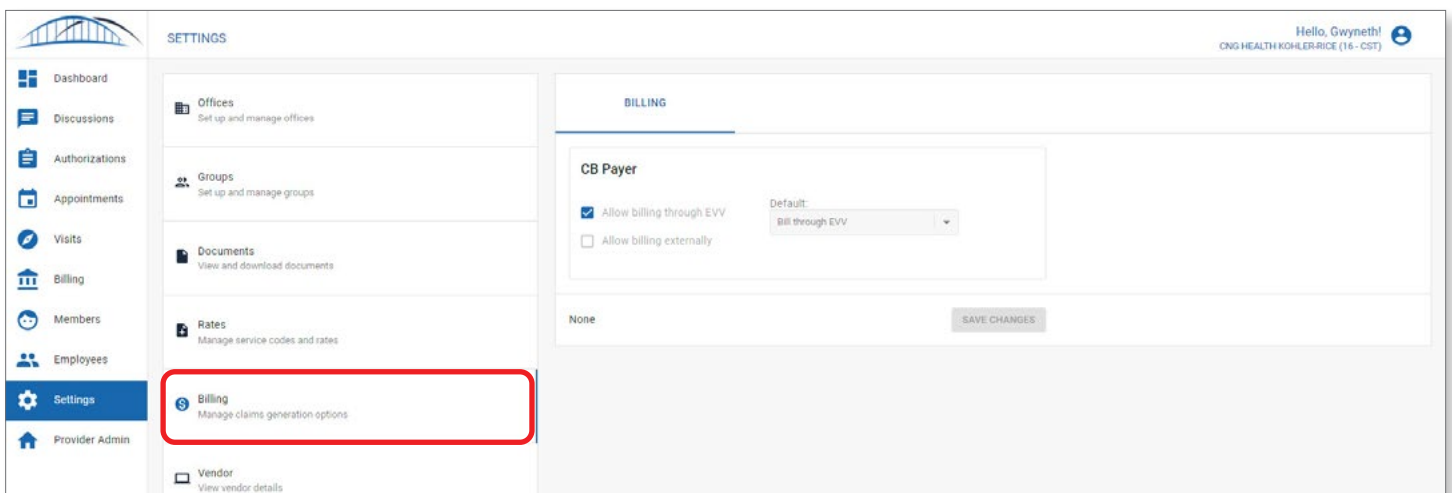 SETTINGS
Hello, Gwyneth!
CNG HEALTH KOHLER-RICE (16 - CST)
Dashboard
Discussions
Authorizations
Appointments
Visits
Billing
Members
Employees
Settings
Provider Admin
Offices
Set up and manage offices
Groups
Set up and manage groups
Documents
View and download documents
Rates
Manage service codes and rates
Billing
Manage claims generation options
Vendor
View vendor details
BILLING
CB Payer
Allow billing through EVV
Default:
Bill through EVV
Allow billing externally
None
SAVE CHANGES